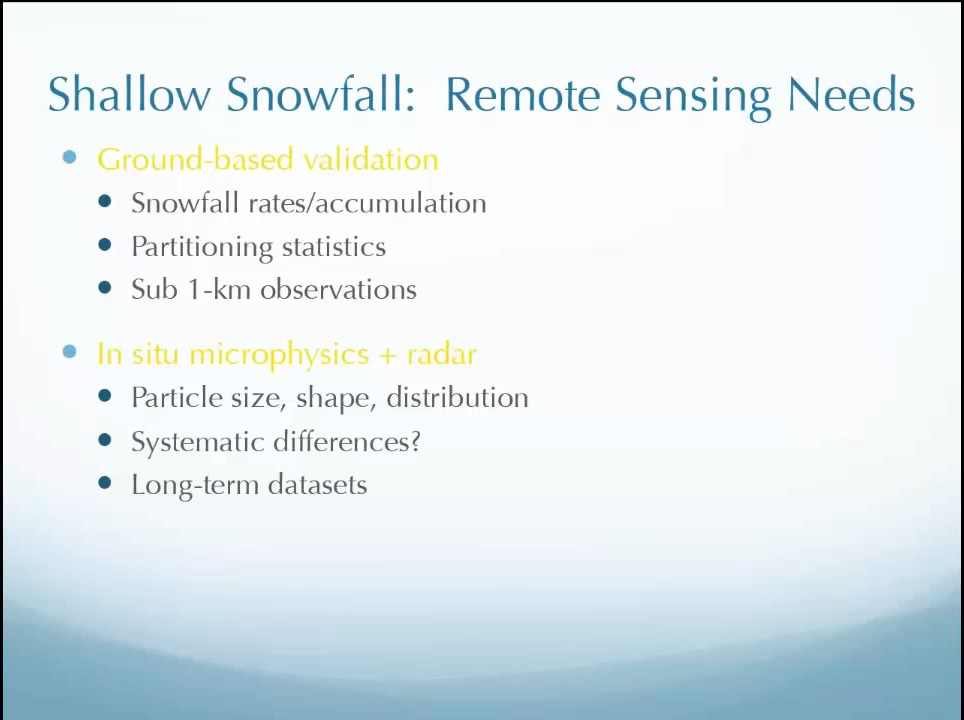 Shallow Snowfall: Remote Sensing Needs
Ground-based validation
Snowfall rates/accumulation
Partitioning statistics
Sub 1-km observations
In situ microphysics + radar
Particle size, shape, distribution
Systematic differences?
Long-term datasets